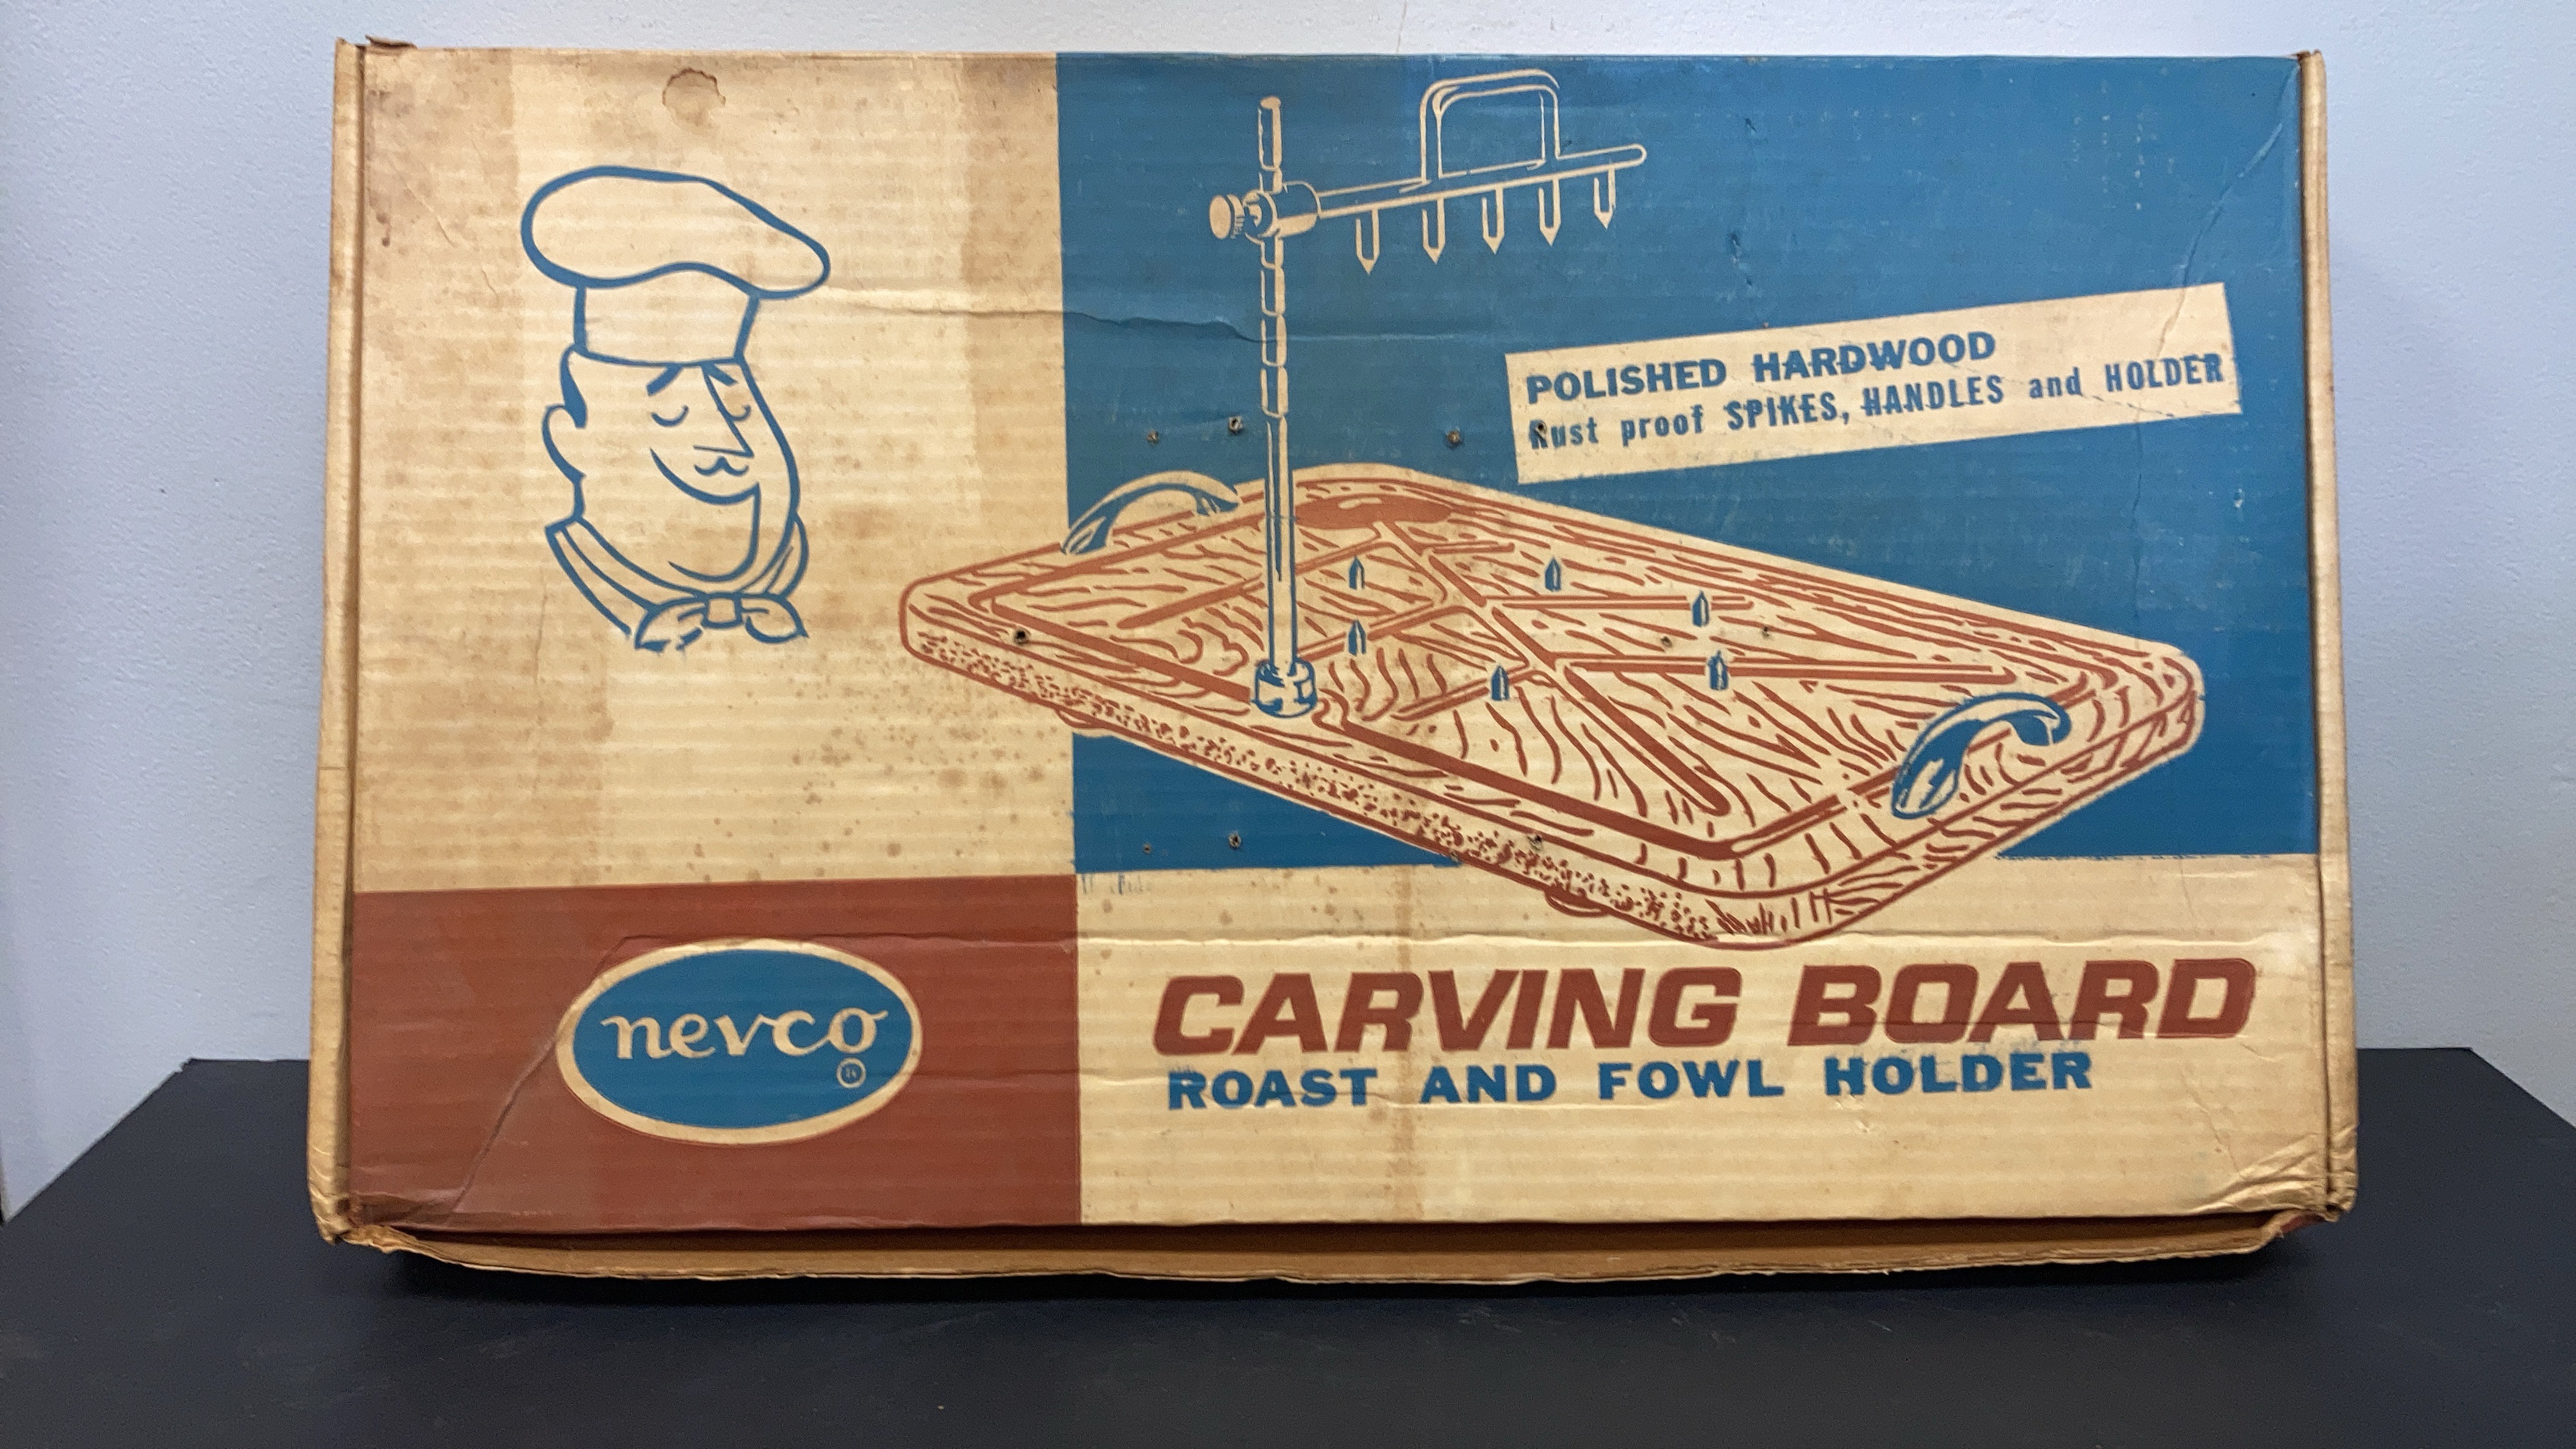 POLISHED HARDWOOD
Rust proof SPIKES, HANDLES and HOLDER
nevco
CARVING BOARD
ROAST AND FOWL HOLDER